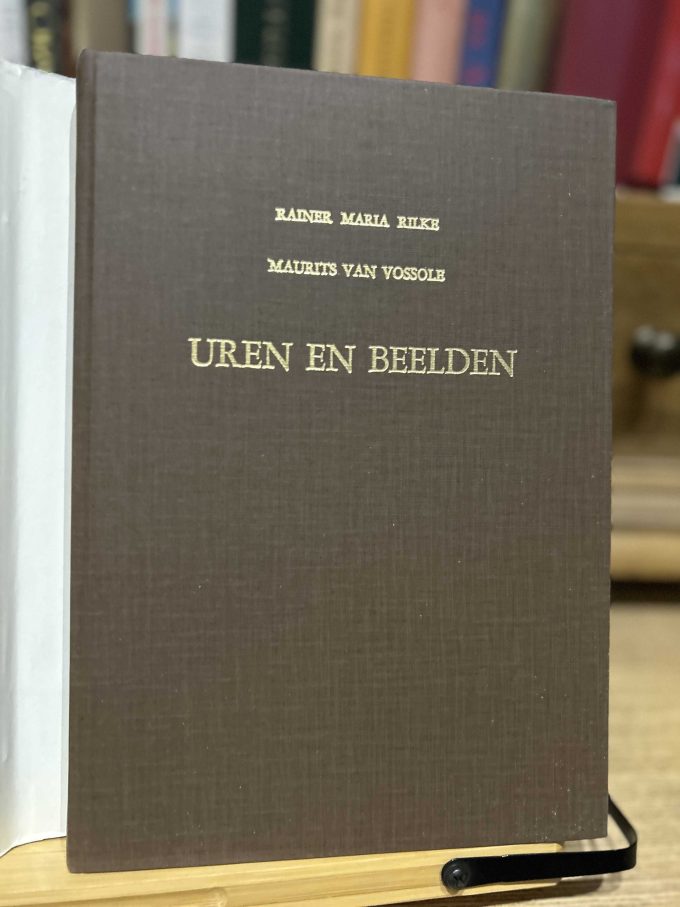 RAINER MARIA RILKE
MAURITS VAN VOSSOLE
UREN EN BEELDEN